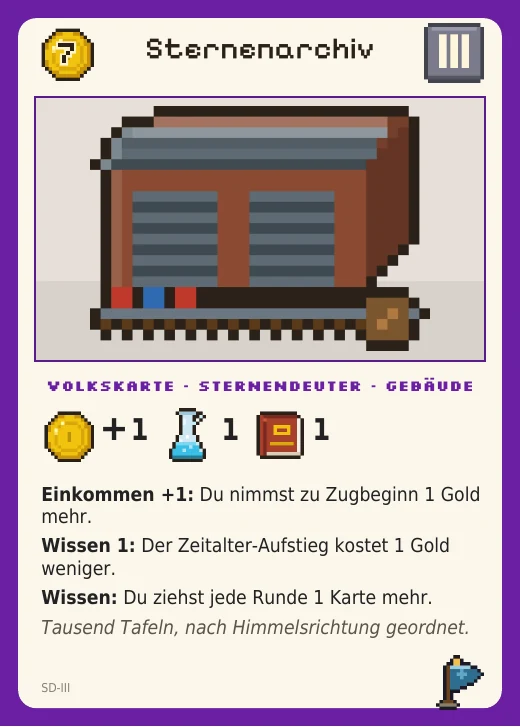 7 Sternenarchiv III
VOLKSKARTE - STERNENDEUTER - GEBÄUDE
+1 1 1
Einkommen +1: Du nimmst zu Zugbeginn 1 Gold
mehr.
Wissen 1: Der Zeitalter-Aufstieg kostet 1 Gold
weniger.
Wissen: Du ziehst jede Runde 1 Karte mehr.
Tausend Tafeln, nach Himmelsrichtung geordnet.
SD-III